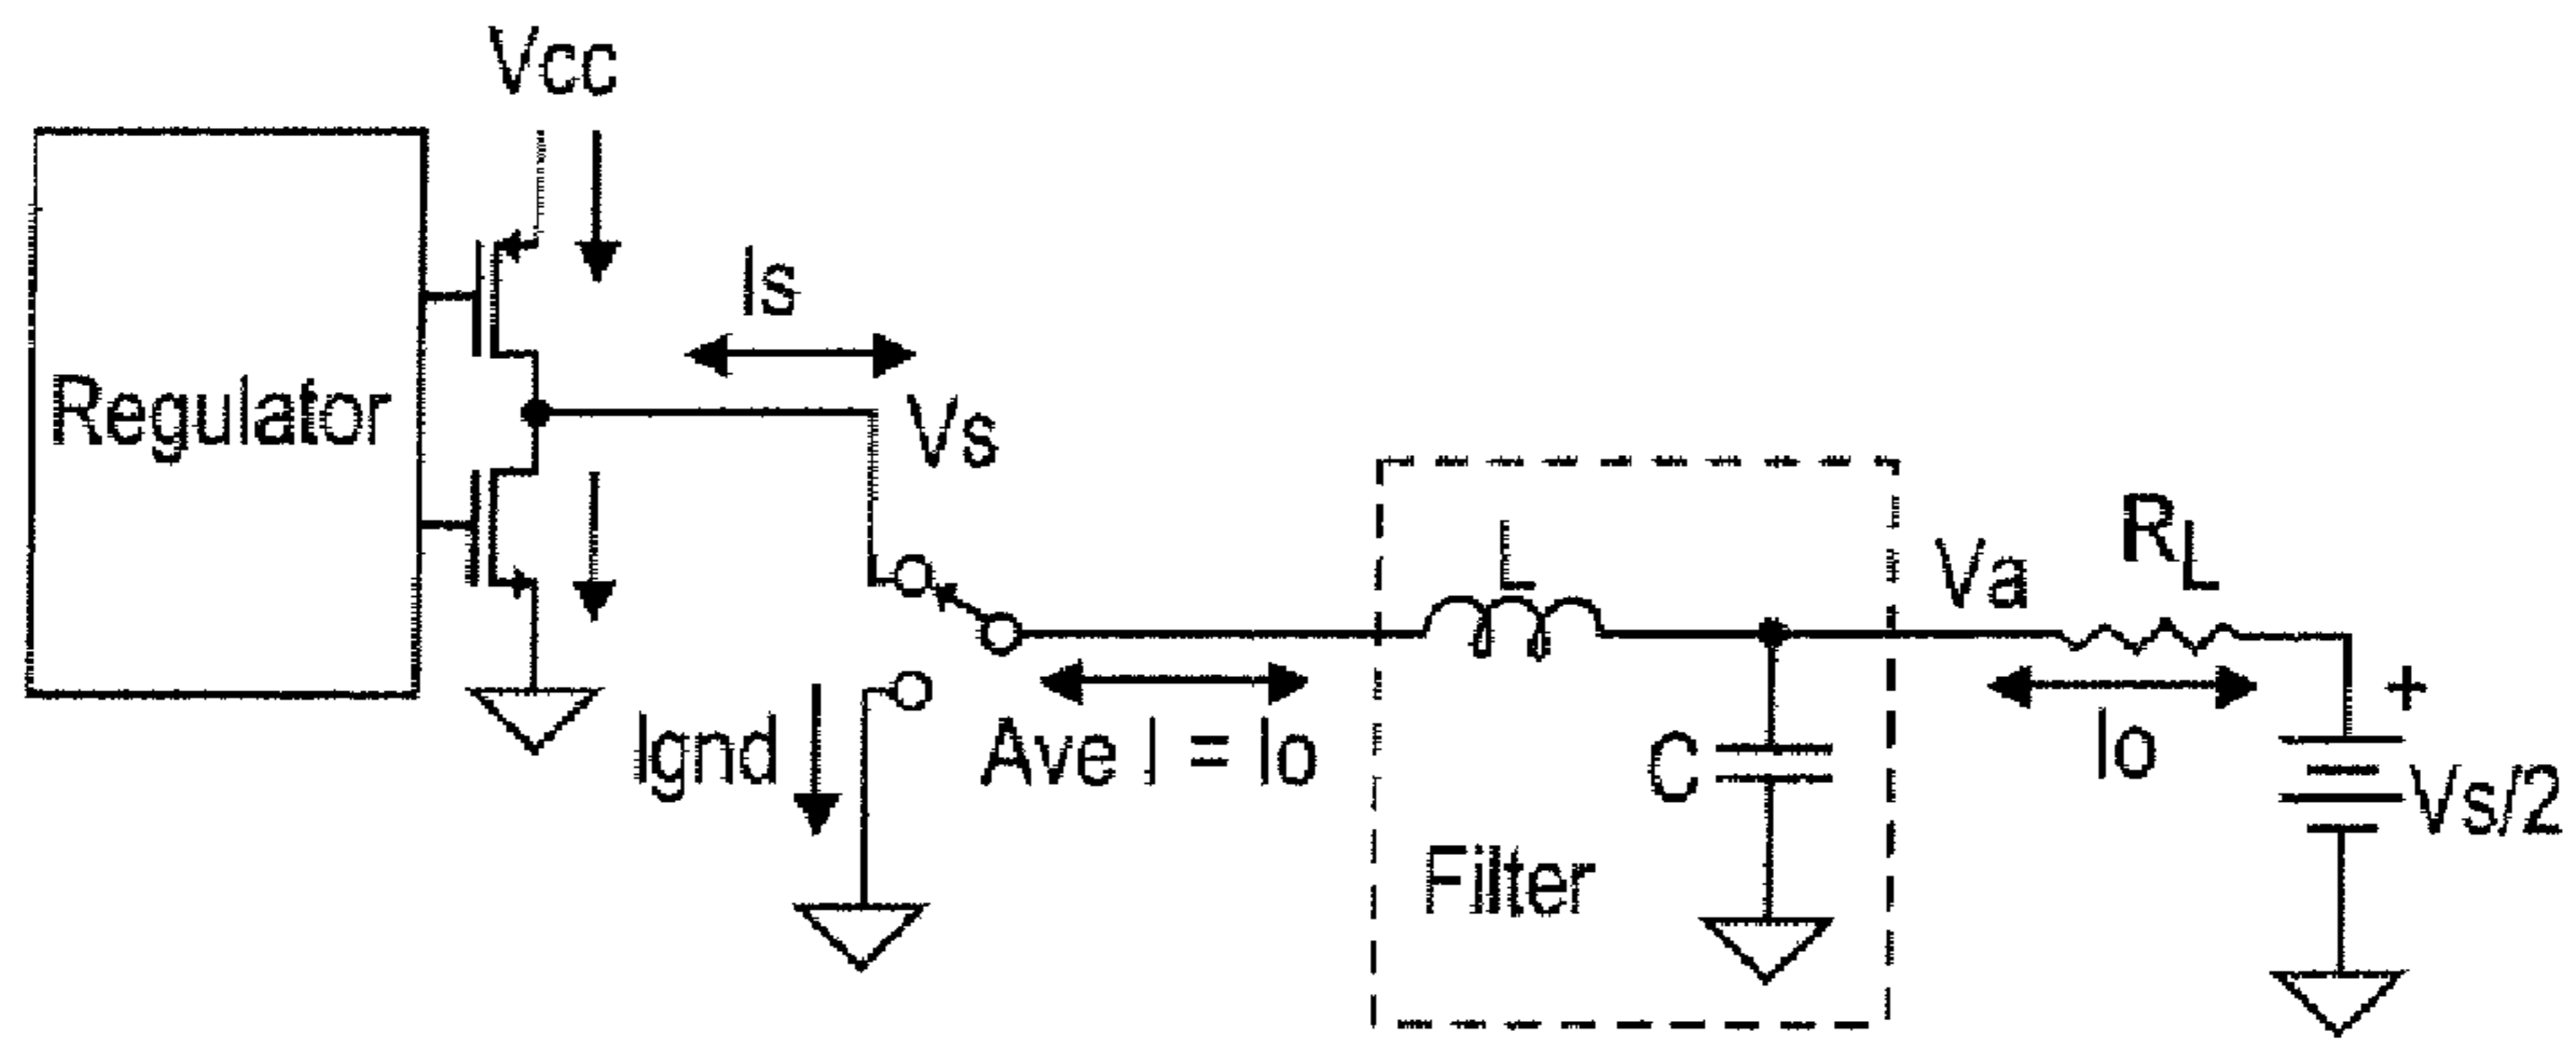 Vcc
Is
Regulator
Vs
L
Va
RL
Ignd
Ave I = Io
C
Io
+
Vs/2
Filter